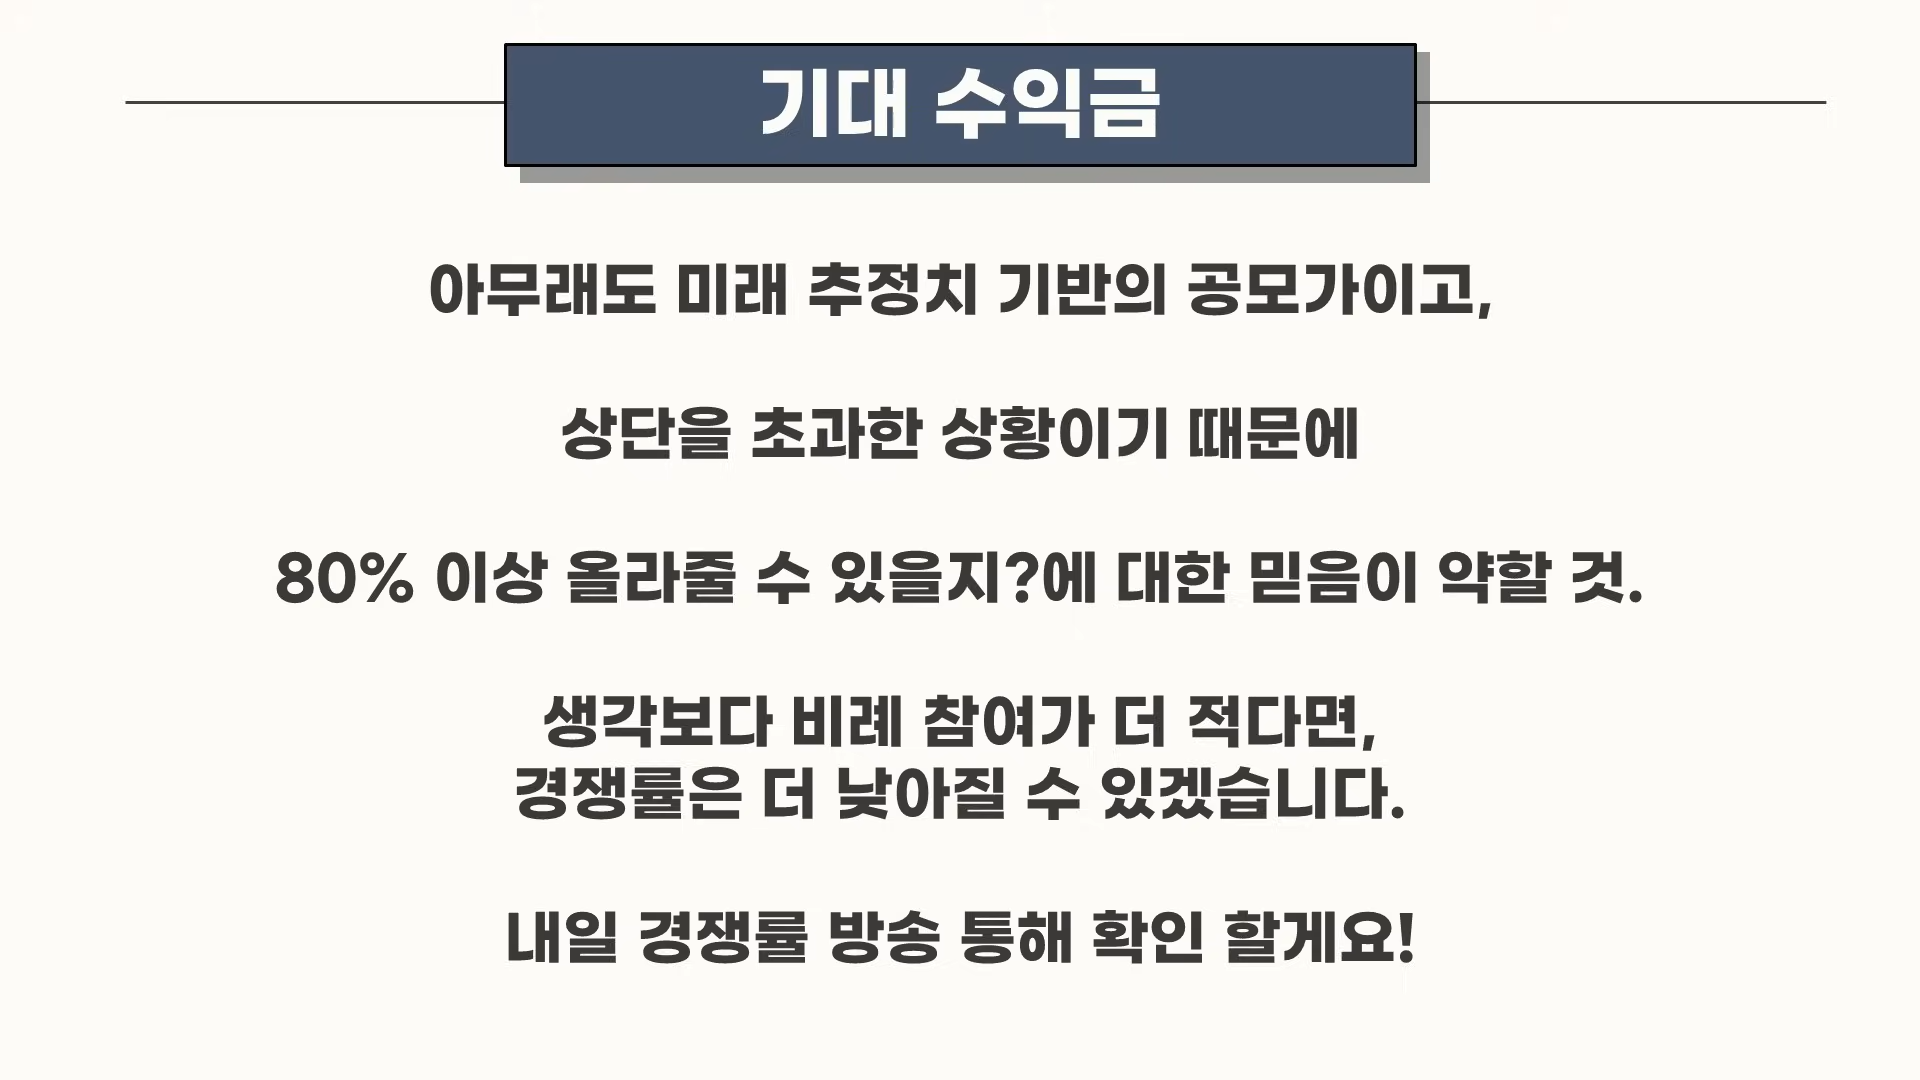 기대 수익금
아무래도 미래 추정치 기반의 공모가이고,
상단을 초과한 상황이기 때문에
80% 이상 올라줄 수 있을지?에 대한 믿음이 약할 것.
생각보다 비례 참여가 더 적다면,
경쟁률은 더 낮아질 수 있겠습니다.
내일 경쟁률 방송 통해 확인 할게요!